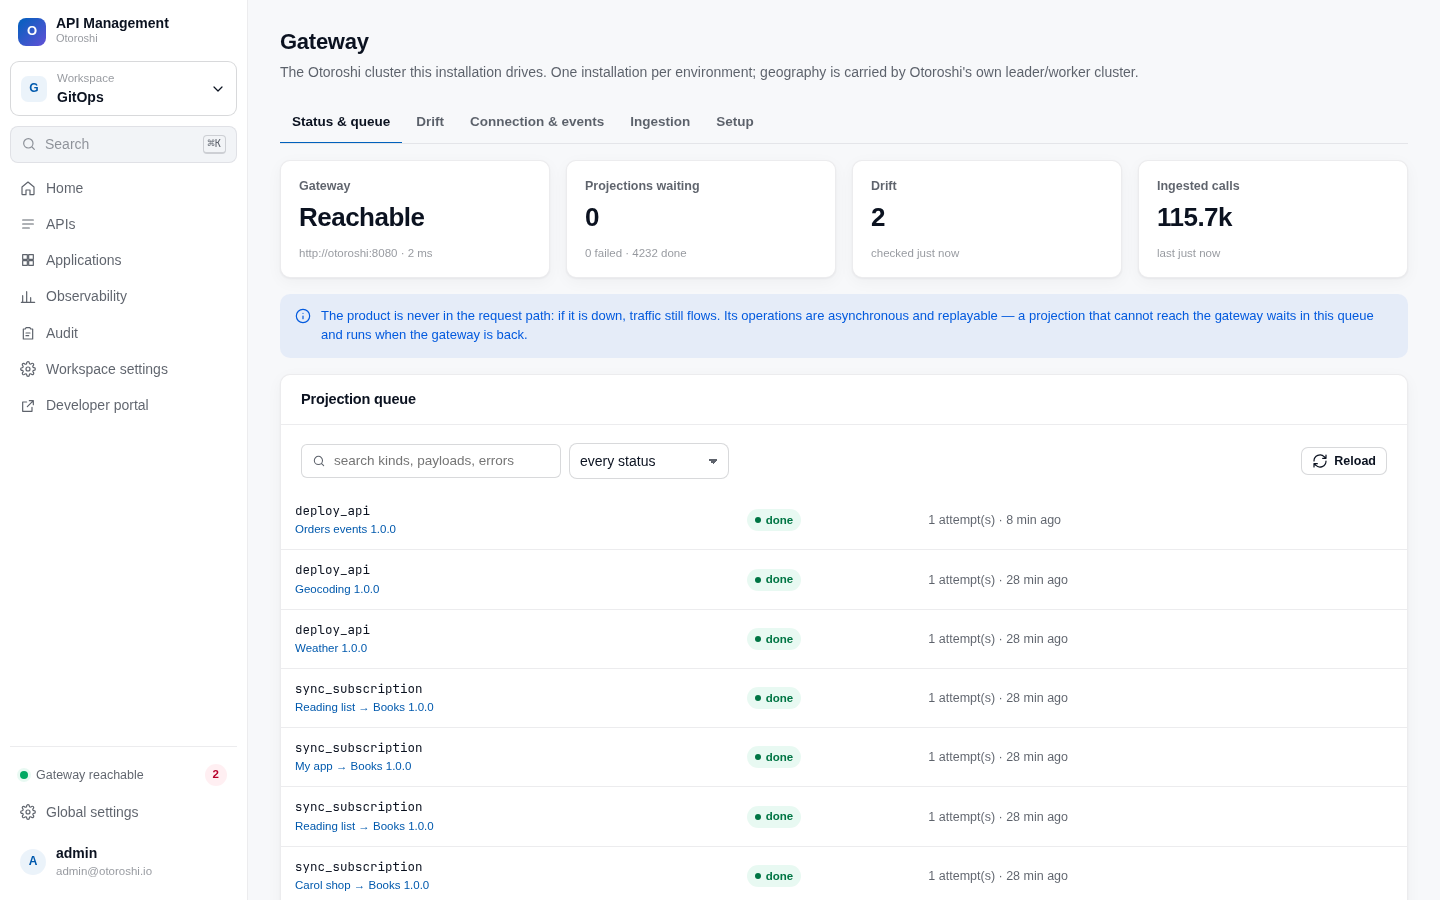 O
API Management
Otoroshi
G
Workspace
GitOps
Search
⌘K
Home
APIs
Applications
Observability
Audit
Workspace settings
Developer portal
Gateway reachable
2
Global settings
A
admin
admin@otoroshi.io
Gateway
The Otoroshi cluster this installation drives. One installation per environment; geography is carried by Otoroshi's own leader/worker cluster.
Status & queue
Drift
Connection & events
Ingestion
Setup
Gateway
Reachable
http://otoroshi:8080 · 2 ms
Projections waiting
0
0 failed · 4232 done
Drift
2
checked just now
Ingested calls
115.7k
last just now
The product is never in the request path: if it is down, traffic still flows. Its operations are asynchronous and replayable — a projection that cannot reach the gateway waits in this queue
and runs when the gateway is back.
Projection queue
search kinds, payloads, errors
every status
Reload
deploy_api
Orders events 1.0.0
done
1 attempt(s) · 8 min ago
deploy_api
Geocoding 1.0.0
done
1 attempt(s) · 28 min ago
deploy_api
Weather 1.0.0
done
1 attempt(s) · 28 min ago
sync_subscription
Reading list → Books 1.0.0
done
1 attempt(s) · 28 min ago
sync_subscription
My app → Books 1.0.0
done
1 attempt(s) · 28 min ago
sync_subscription
Reading list → Books 1.0.0
done
1 attempt(s) · 28 min ago
sync_subscription
Carol shop → Books 1.0.0
done
1 attempt(s) · 28 min ago